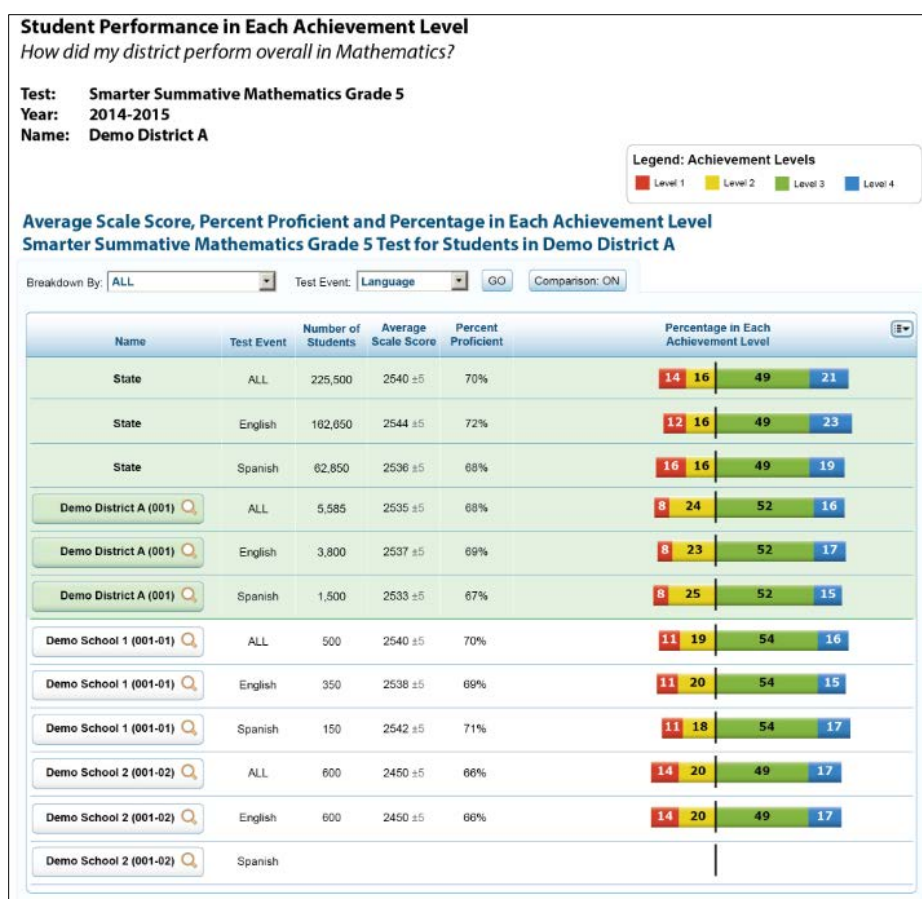 Student Performance in Each Achievement Level
How did my district perform overall in Mathematics?
Test: Smarter Summative Mathematics Grade 5
Year: 2014-2015
Name: Demo District A
Legend: Achievement Levels
Level 1 Level 2 Level 3 Level 4
Average Scale Score, Percent Proficient and Percentage in Each Achievement Level
Smarter Summative Mathematics Grade 5 Test for Students in Demo District A
Breakdown By: ALL Test Event: Language GO Comparison: ON
Name Test Event Number of Students Average Scale Score Percent Proficient Percentage in Each Achievement Level
State ALL 225,500 2540 ±5 70% 14 16 49 21
State English 162,650 2544 ±5 72% 12 16 49 23
State Spanish 62,850 2536 ±5 68% 16 16 49 19
Demo District A (001) ALL 5,585 2535 ±5 68% 8 24 52 16
Demo District A (001) English 3,800 2537 ±5 69% 8 23 52 17
Demo District A (001) Spanish 1,500 2533 ±5 67% 8 25 52 15
Demo School 1 (001-01) ALL 500 2540 ±5 70% 11 19 54 16
Demo School 1 (001-01) English 350 2538 ±5 69% 11 20 54 15
Demo School 1 (001-01) Spanish 150 2542 ±5 71% 11 18 54 17
Demo School 2 (001-02) ALL 600 2450 ±5 66% 14 20 49 17
Demo School 2 (001-02) English 600 2450 ±5 66% 14 20 49 17
Demo School 2 (001-02) Spanish